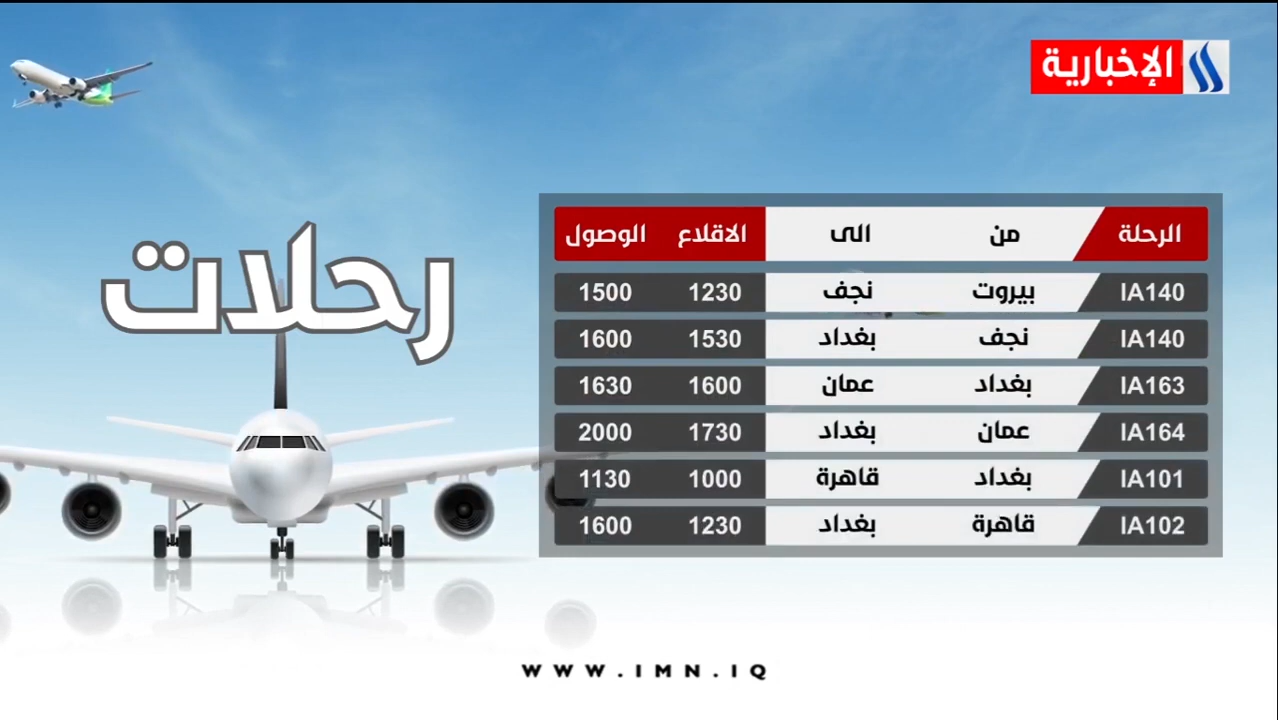 الإخبارية
رحلات
الرحلة من الى الاقلاع الوصول
IA140 بيروت نجف 1230 1500
IA140 نجف بغداد 1530 1600
IA163 بغداد عمان 1600 1630
IA164 عمان بغداد 1730 2000
IA101 بغداد قاهرة 1000 1130
IA102 قاهرة بغداد 1230 1600
WWW.IMN.IQ